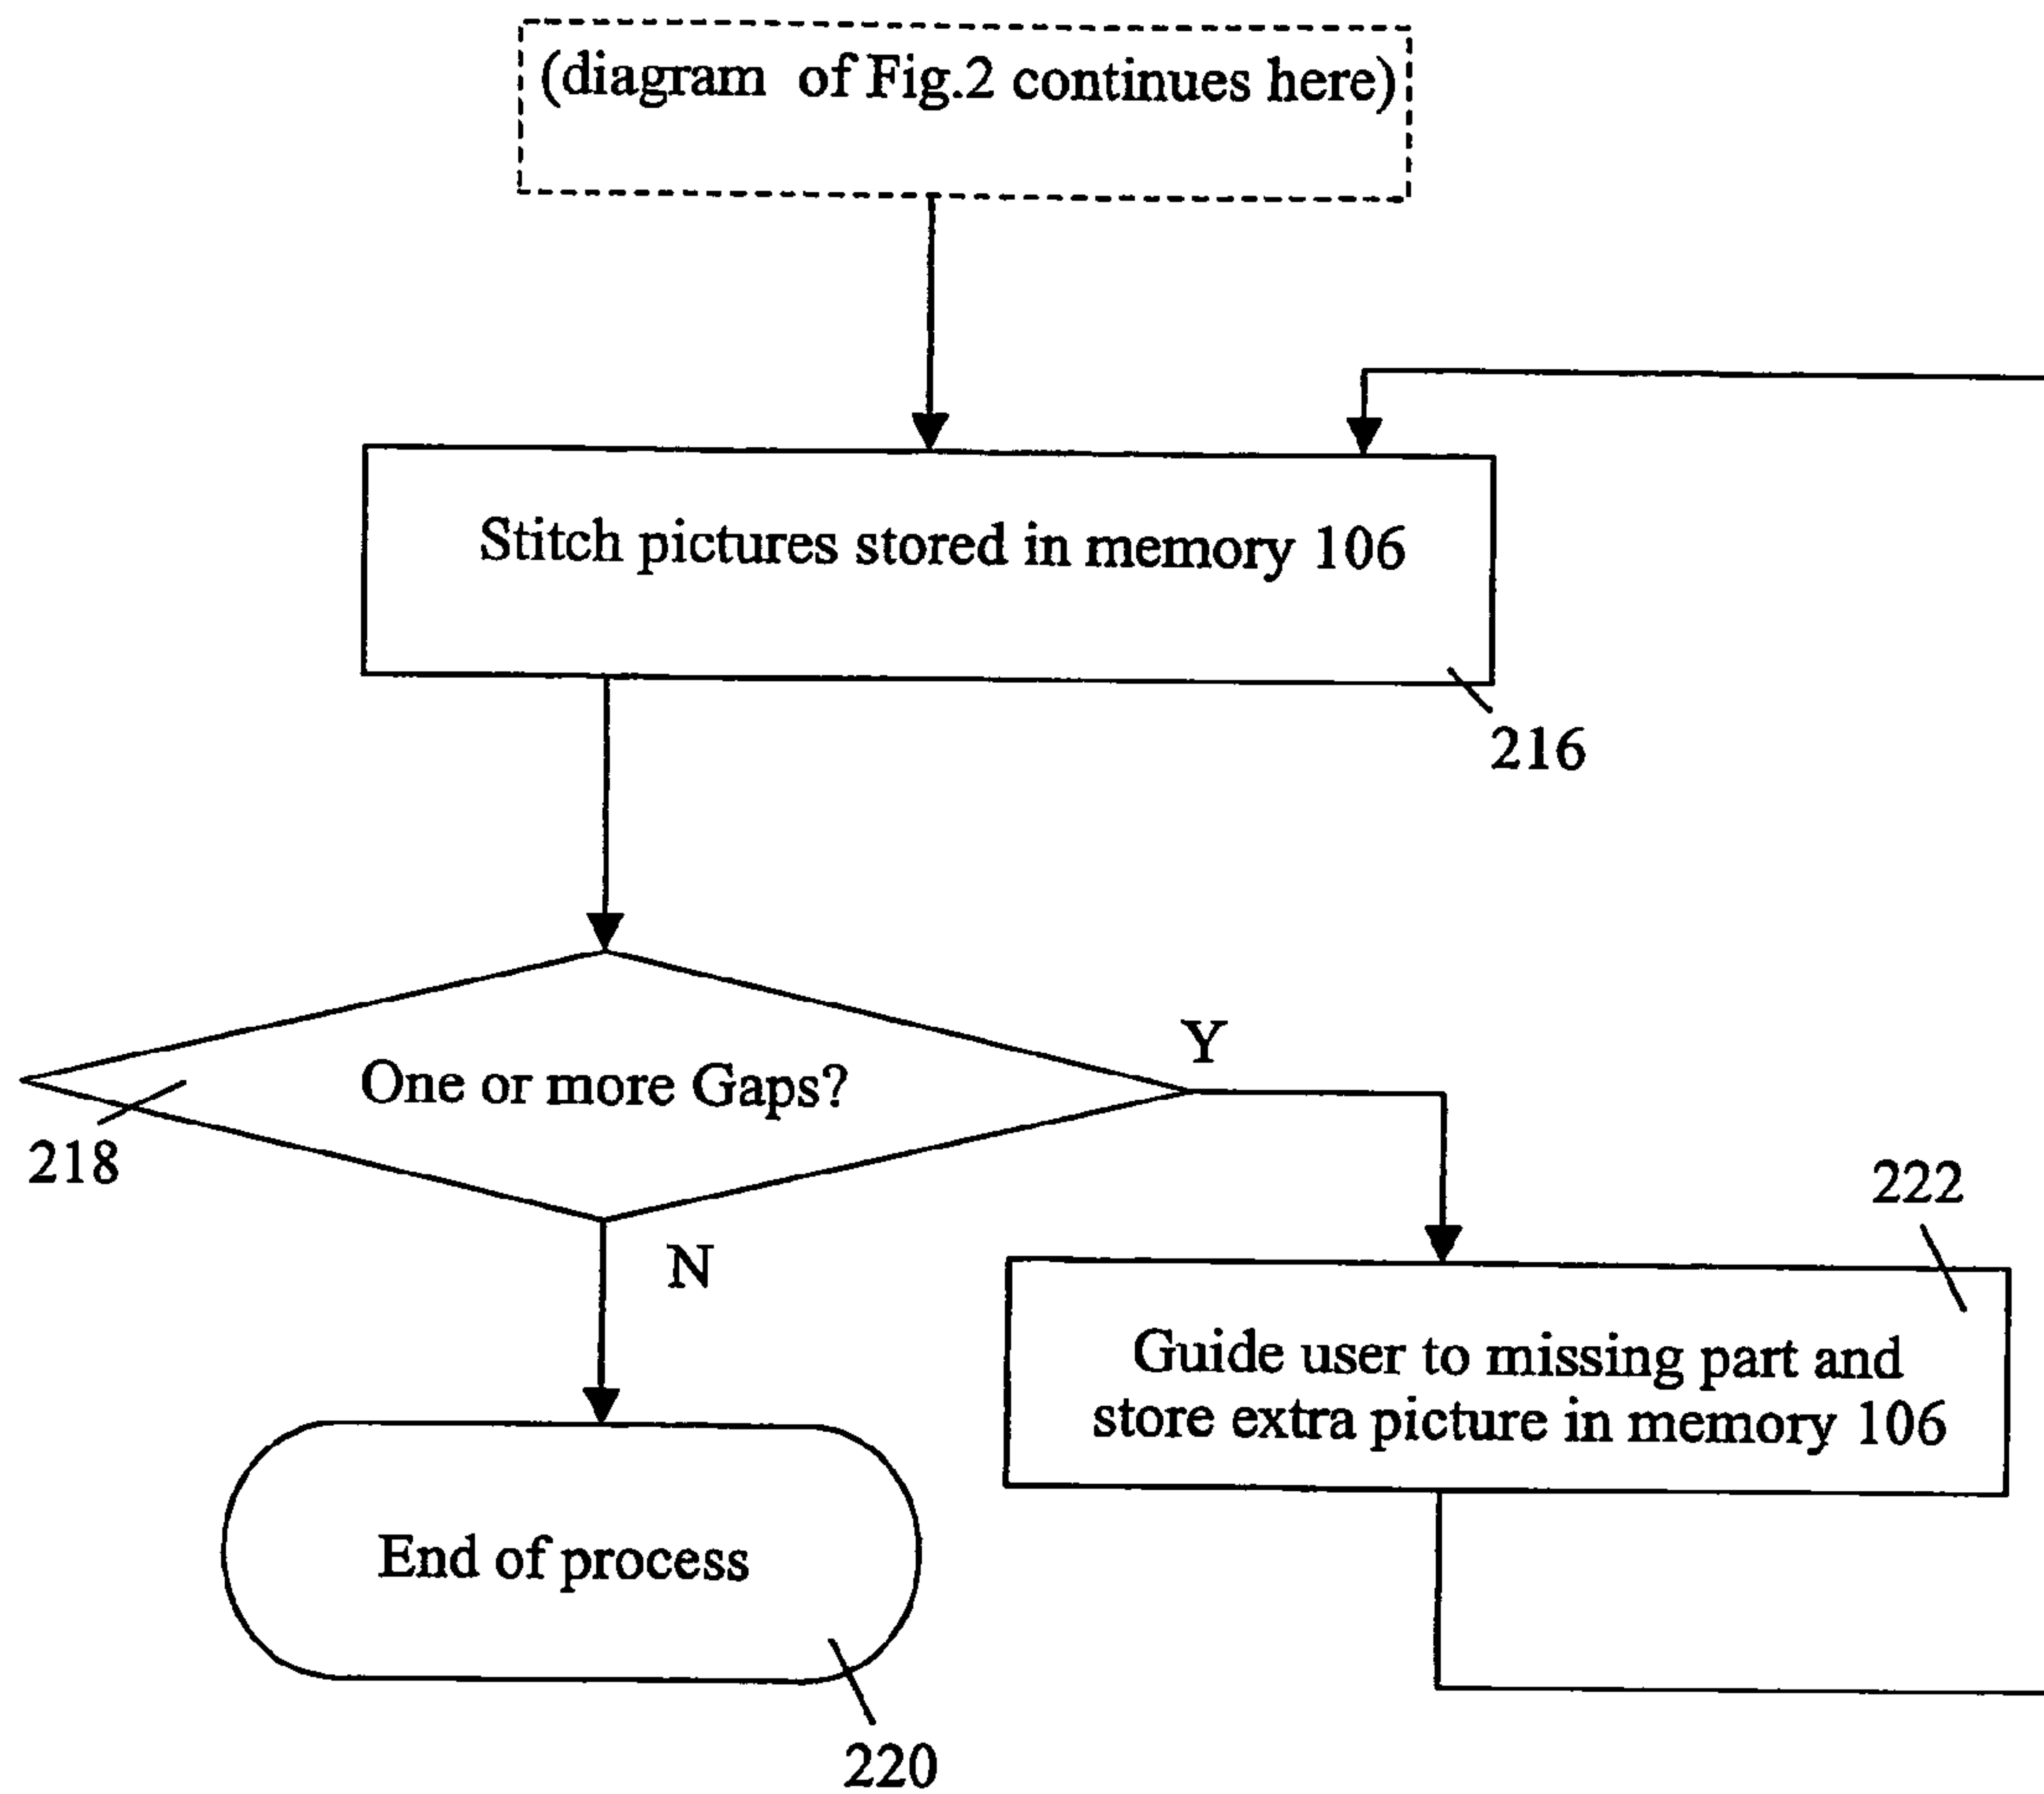 (diagram of Fig.2 continues here)
Stitch pictures stored in memory 106
216
One or more Gaps?
Y
218
N
222
Guide user to missing part and
store extra picture in memory 106
End of process
220